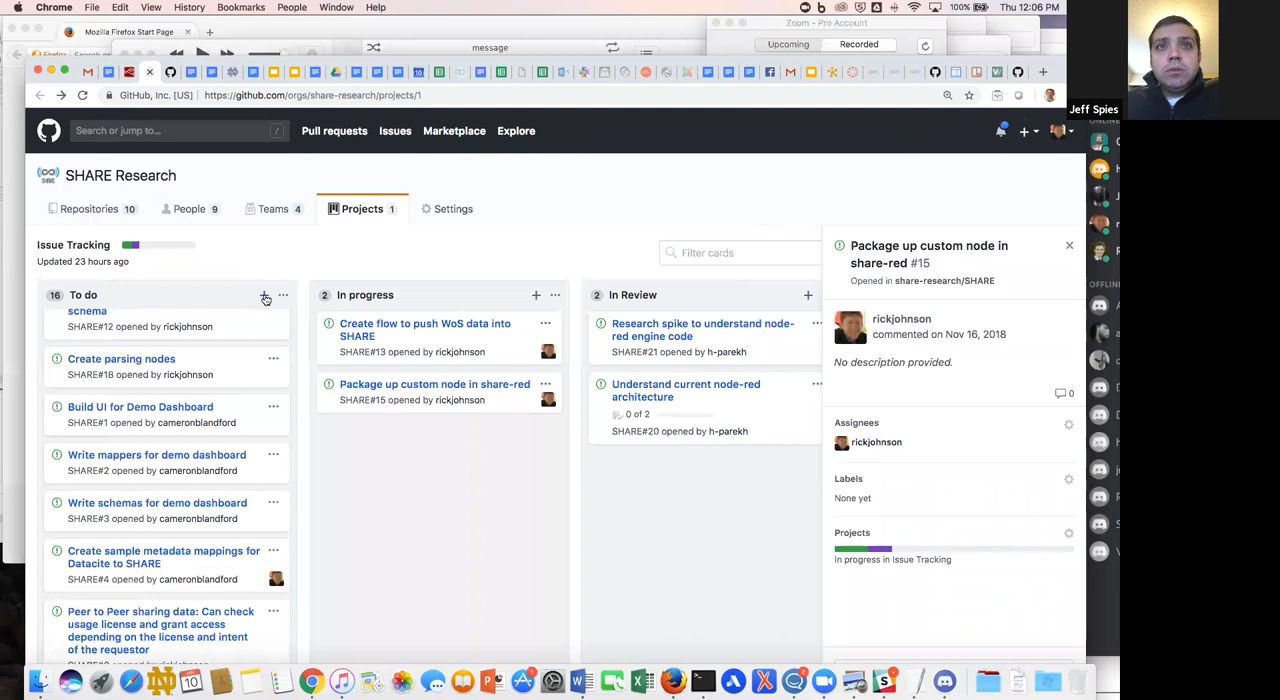 Chrome File Edit View History Bookmarks People Window Help
100% Thu 12:06 PM
Mozilla Firefox Start Page
message
Zoom - Pro Account
Upcoming Recorded
Firefox
GitHub, Inc. [US] https://github.com/orgs/share-research/projects/1
Jeff Spies
Search or jump to... /
Pull requests Issues Marketplace Explore
SHARE Research
Repositories 10 People 9 Teams 4 Projects 1 Settings
Issue Tracking
Updated 23 hours ago
Filter cards
16 To do
schema
SHARE#12 opened by rickjohnson
Create parsing nodes
SHARE#18 opened by rickjohnson
Build UI for Demo Dashboard
SHARE#1 opened by cameronblandford
Write mappers for demo dashboard
SHARE#2 opened by cameronblandford
Write schemas for demo dashboard
SHARE#3 opened by cameronblandford
Create sample metadata mappings for
Datacite to SHARE
SHARE#4 opened by cameronblandford
Peer to Peer sharing data: Can check
usage license and grant access
depending on the license and intent
of the requestor
2 In progress
Create flow to push WoS data into
SHARE
SHARE#13 opened by rickjohnson
Package up custom node in share-red
SHARE#15 opened by rickjohnson
2 In Review
Research spike to understand node-
red engine code
SHARE#21 opened by h-parekh
Understand current node-red
architecture
0 of 2
SHARE#20 opened by h-parekh
Package up custom node in
share-red #15
Opened in share-research/SHARE
rickjohnson
commented on Nov 16, 2018
No description provided.
0
Assignees
rickjohnson
Labels
None yet
Projects
In progress in Issue Tracking